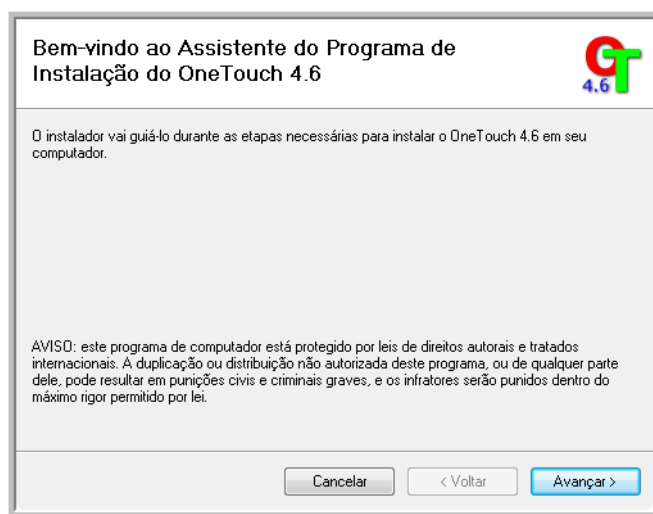 Bem-vindo ao Assistente do Programa de
Instalação do OneTouch 4.6
OT
4.6
O instalador vai guiá-lo durante as etapas necessárias para instalar o OneTouch 4.6 em seu
computador.
AVISO: este programa de computador está protegido por leis de direitos autorais e tratados
internacionais. A duplicação ou distribuição não autorizada deste programa, ou de qualquer parte
dele, pode resultar em punições civis e criminais graves, e os infratores serão punidos dentro do
máximo rigor permitido por lei.
Cancelar
< Voltar
Avançar >